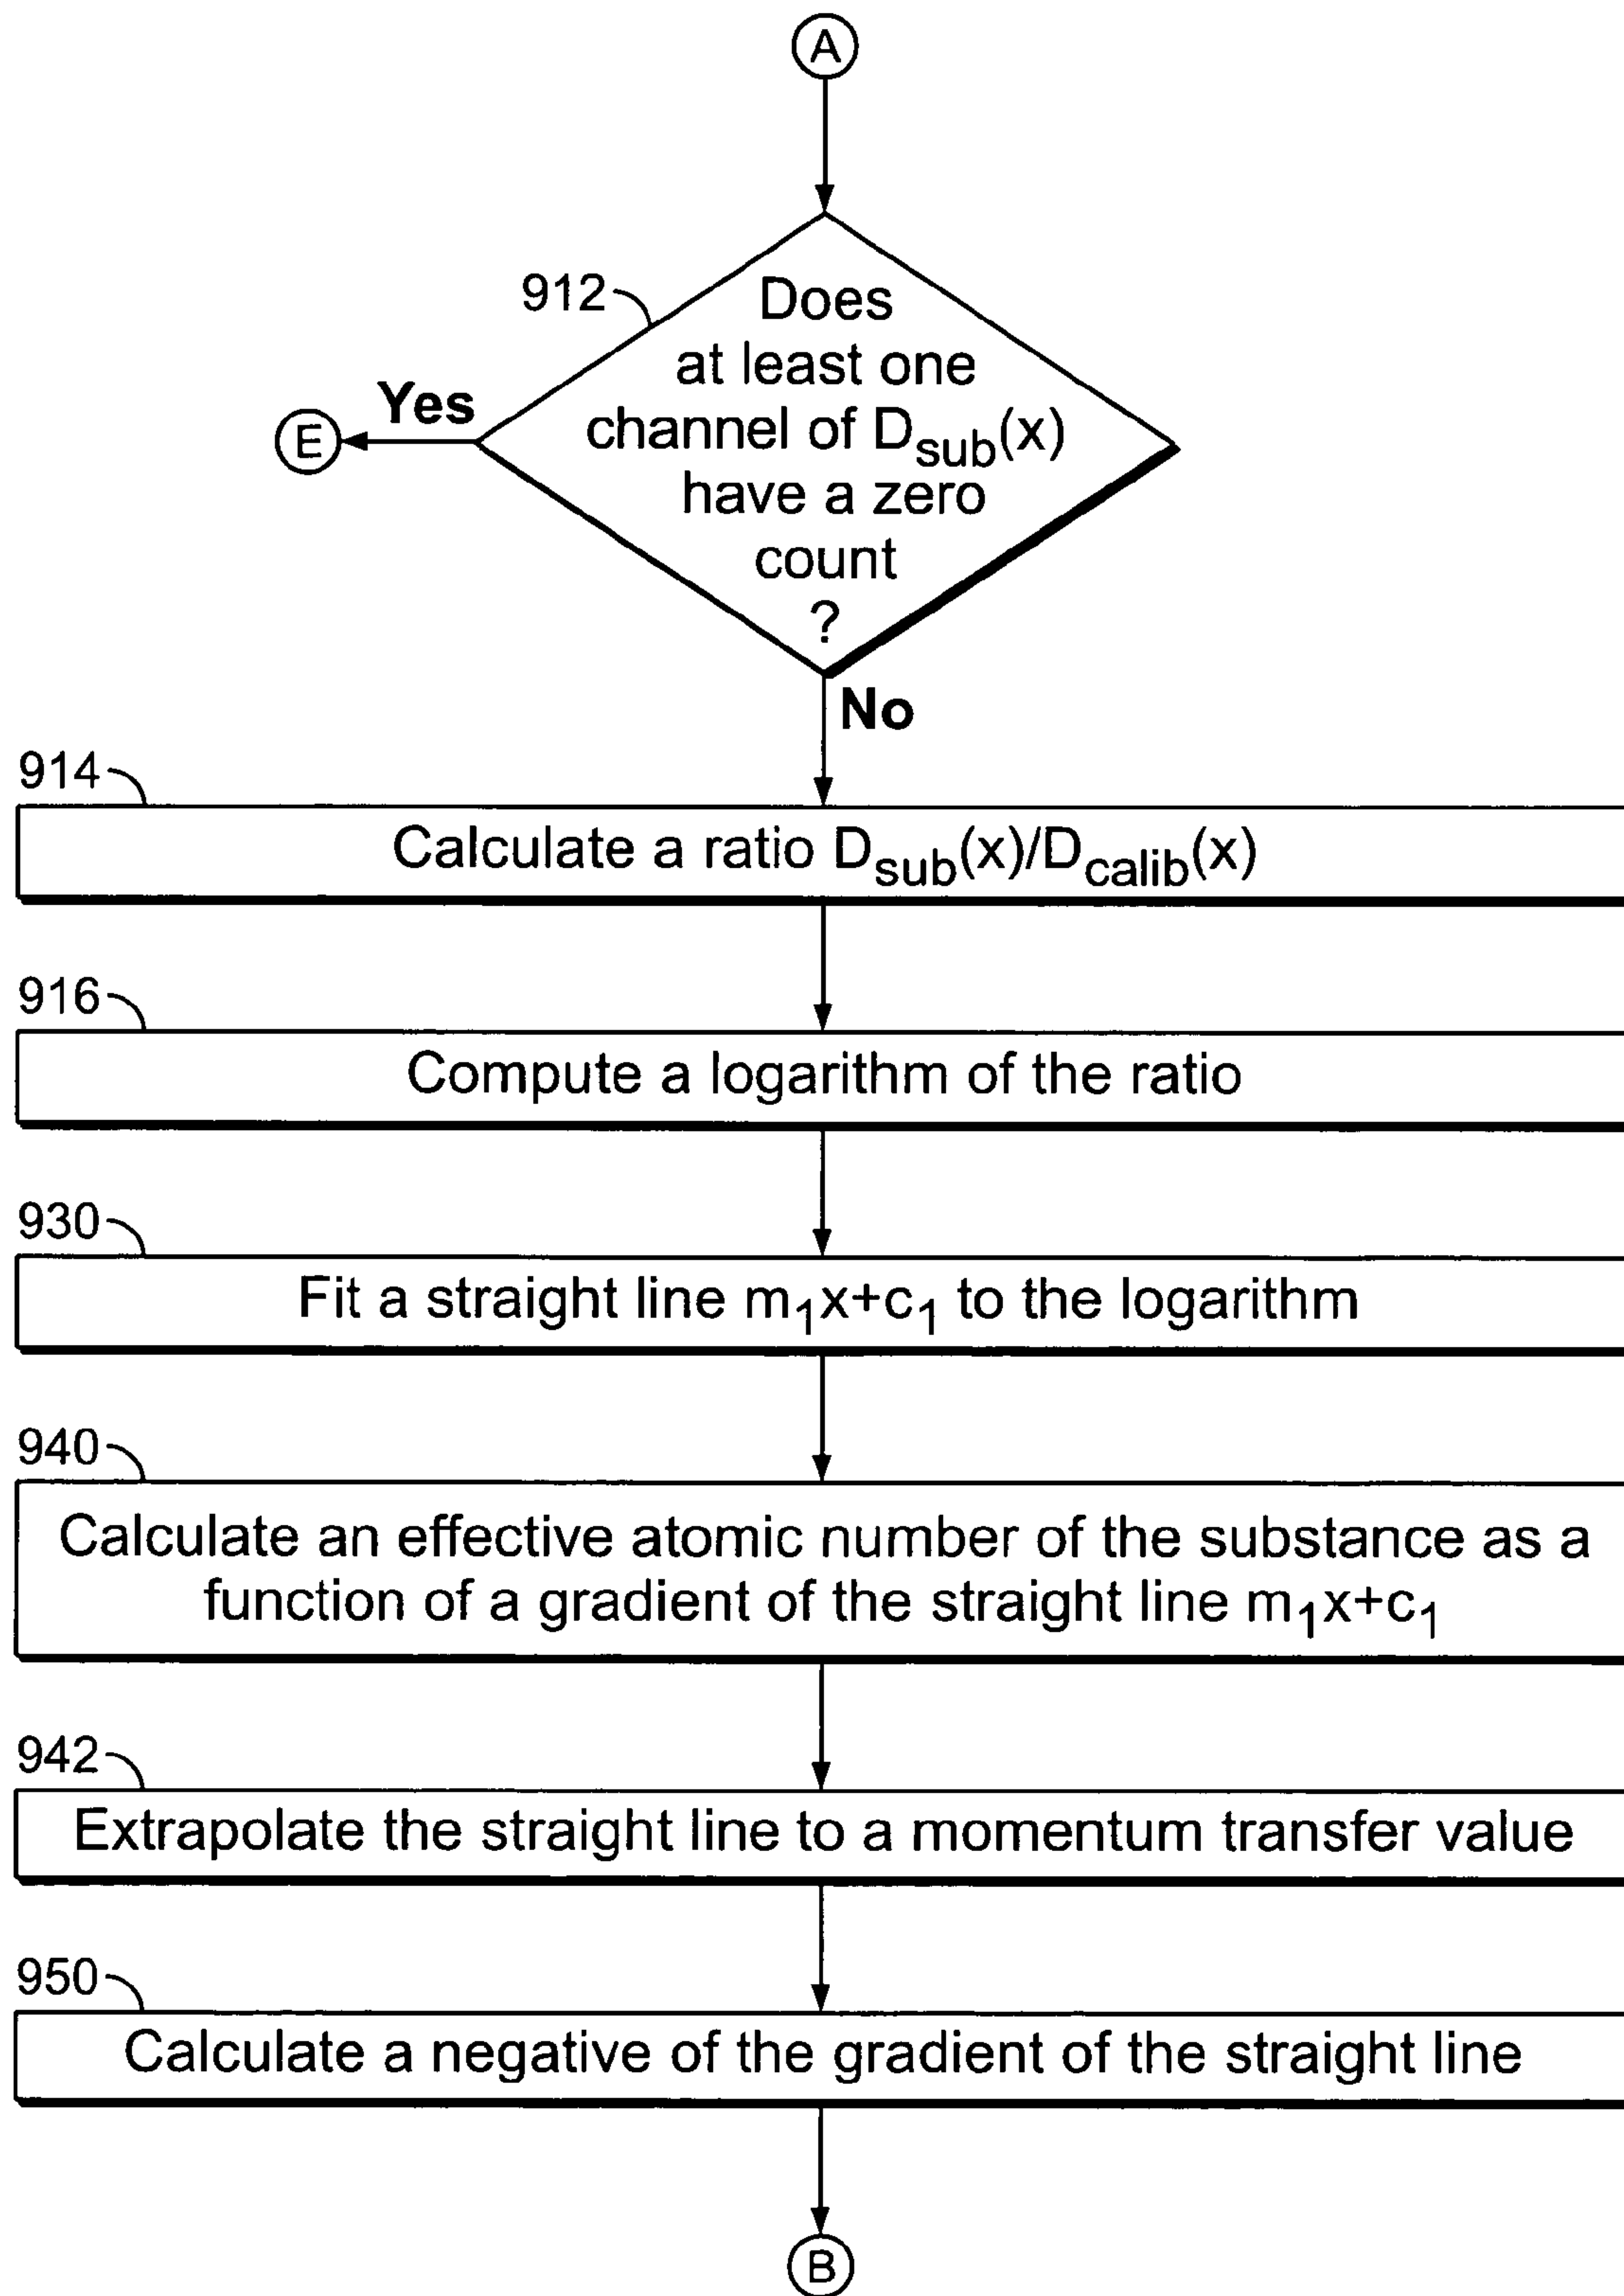 A
912
Does
at least one
channel of D_sub(x)
have a zero
count
?
Yes
E
No
914
Calculate a ratio D_sub(x)/D_calib(x)
916
Compute a logarithm of the ratio
930
Fit a straight line m₁x+c₁ to the logarithm
940
Calculate an effective atomic number of the substance as a
function of a gradient of the straight line m₁x+c₁
942
Extrapolate the straight line to a momentum transfer value
950
Calculate a negative of the gradient of the straight line
B